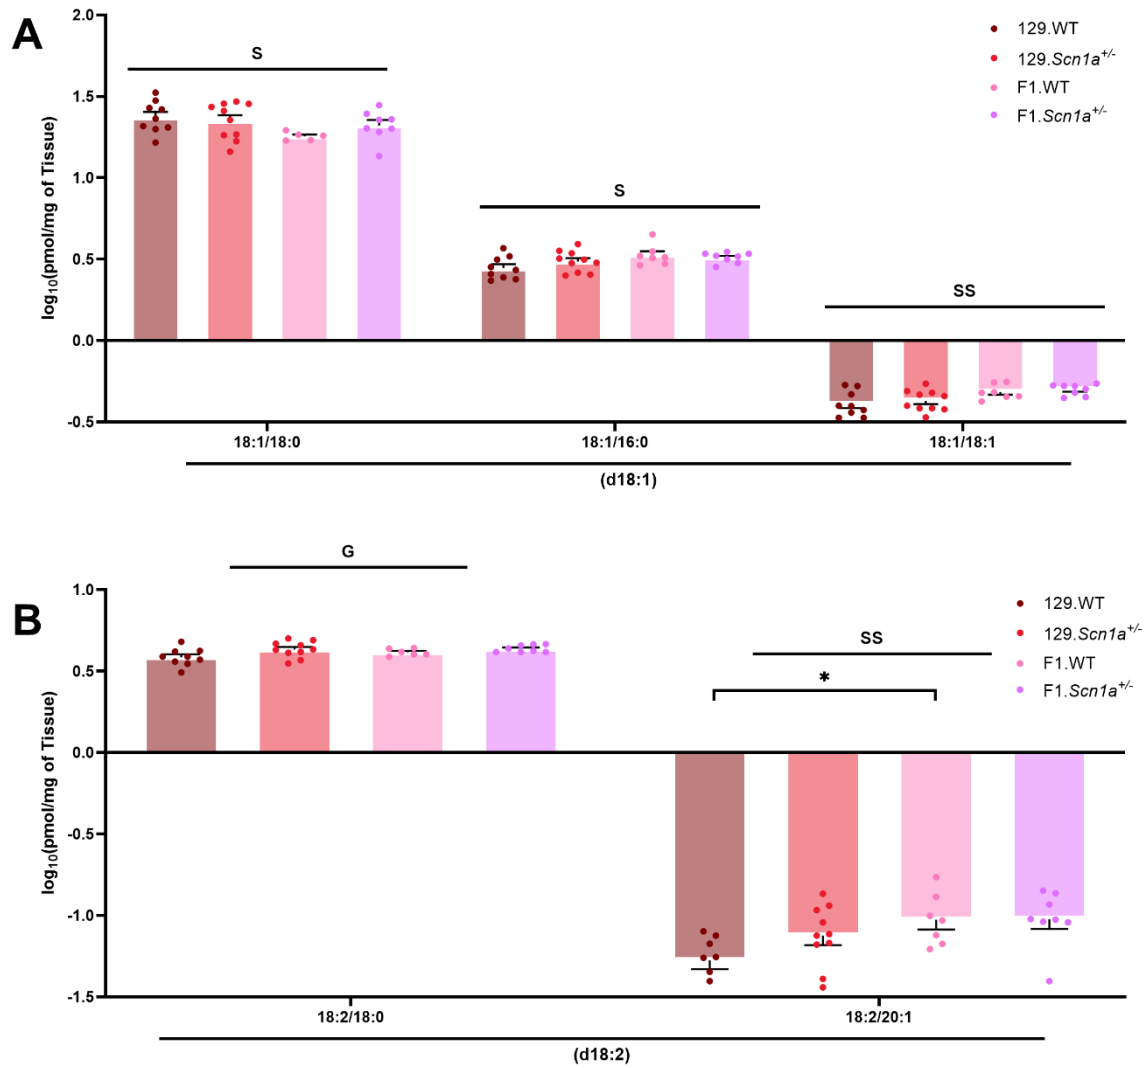 A
log₁₀(pmol/mg of Tissue)
2.0
1.5
1.0
0.5
0.0
-0.5
S
S
SS
129.WT
129.Scn1a⁺/⁻
F1.WT
F1.Scn1a⁺/⁻
18:1/18:0
18:1/16:0
18:1/18:1
(d18:1)
B
log₁₀(pmol/mg of Tissue)
1.0
0.5
0.0
-0.5
-1.0
-1.5
G
SS
*
129.WT
129.Scn1a⁺/⁻
F1.WT
F1.Scn1a⁺/⁻
18:2/18:0
18:2/20:1
(d18:2)